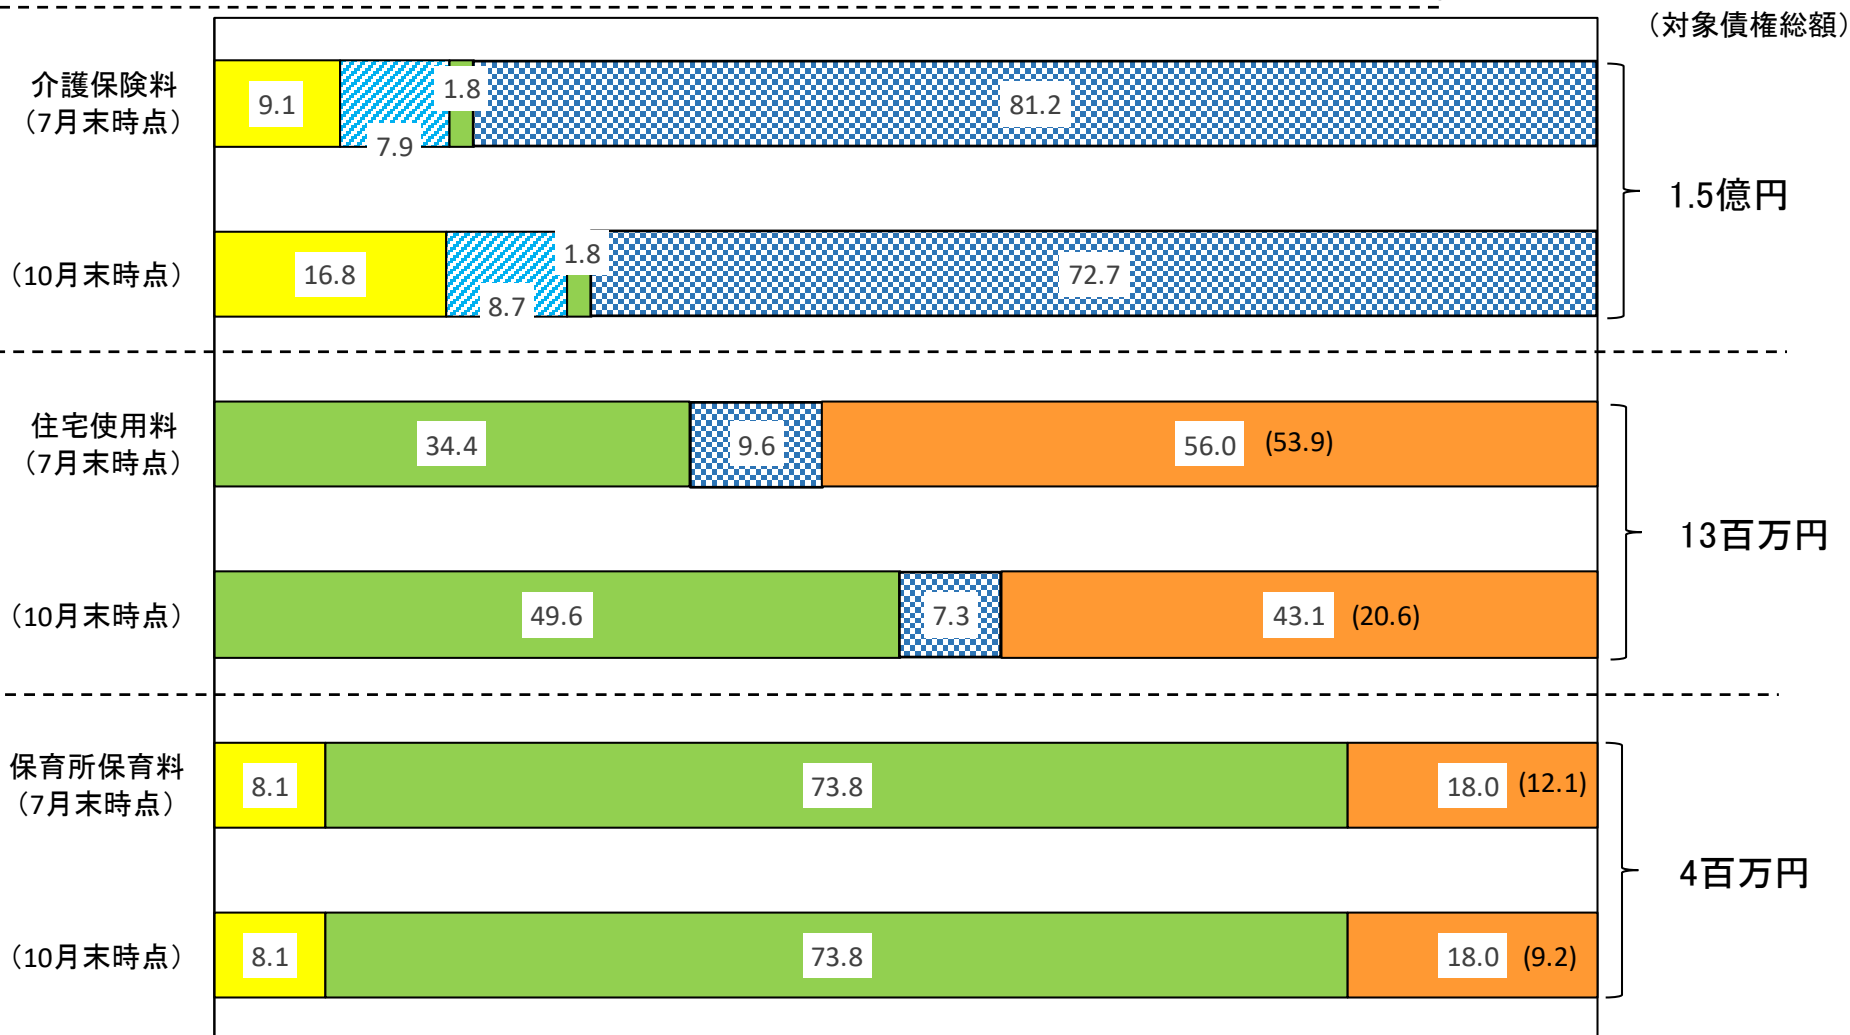 （対象債権総額）
介護保険料
（7月末時点）
9.1
7.9
1.8
81.2
1.5億円
（10月末時点）
16.8
8.7
1.8
72.7
住宅使用料
（7月末時点）
34.4
9.6
56.0 (53.9)
13百万円
（10月末時点）
49.6
7.3
43.1 (20.6)
保育所保育料
（7月末時点）
8.1
73.8
18.0 (12.1)
4百万円
（10月末時点）
8.1
73.8
18.0 (9.2)